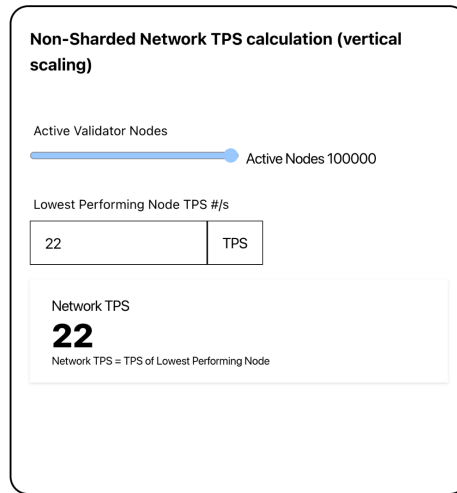 Non-Sharded Network TPS calculation (vertical
scaling)
Active Validator Nodes
Active Nodes 100000
Lowest Performing Node TPS #/s
22 TPS
Network TPS
22
Network TPS = TPS of Lowest Performing Node